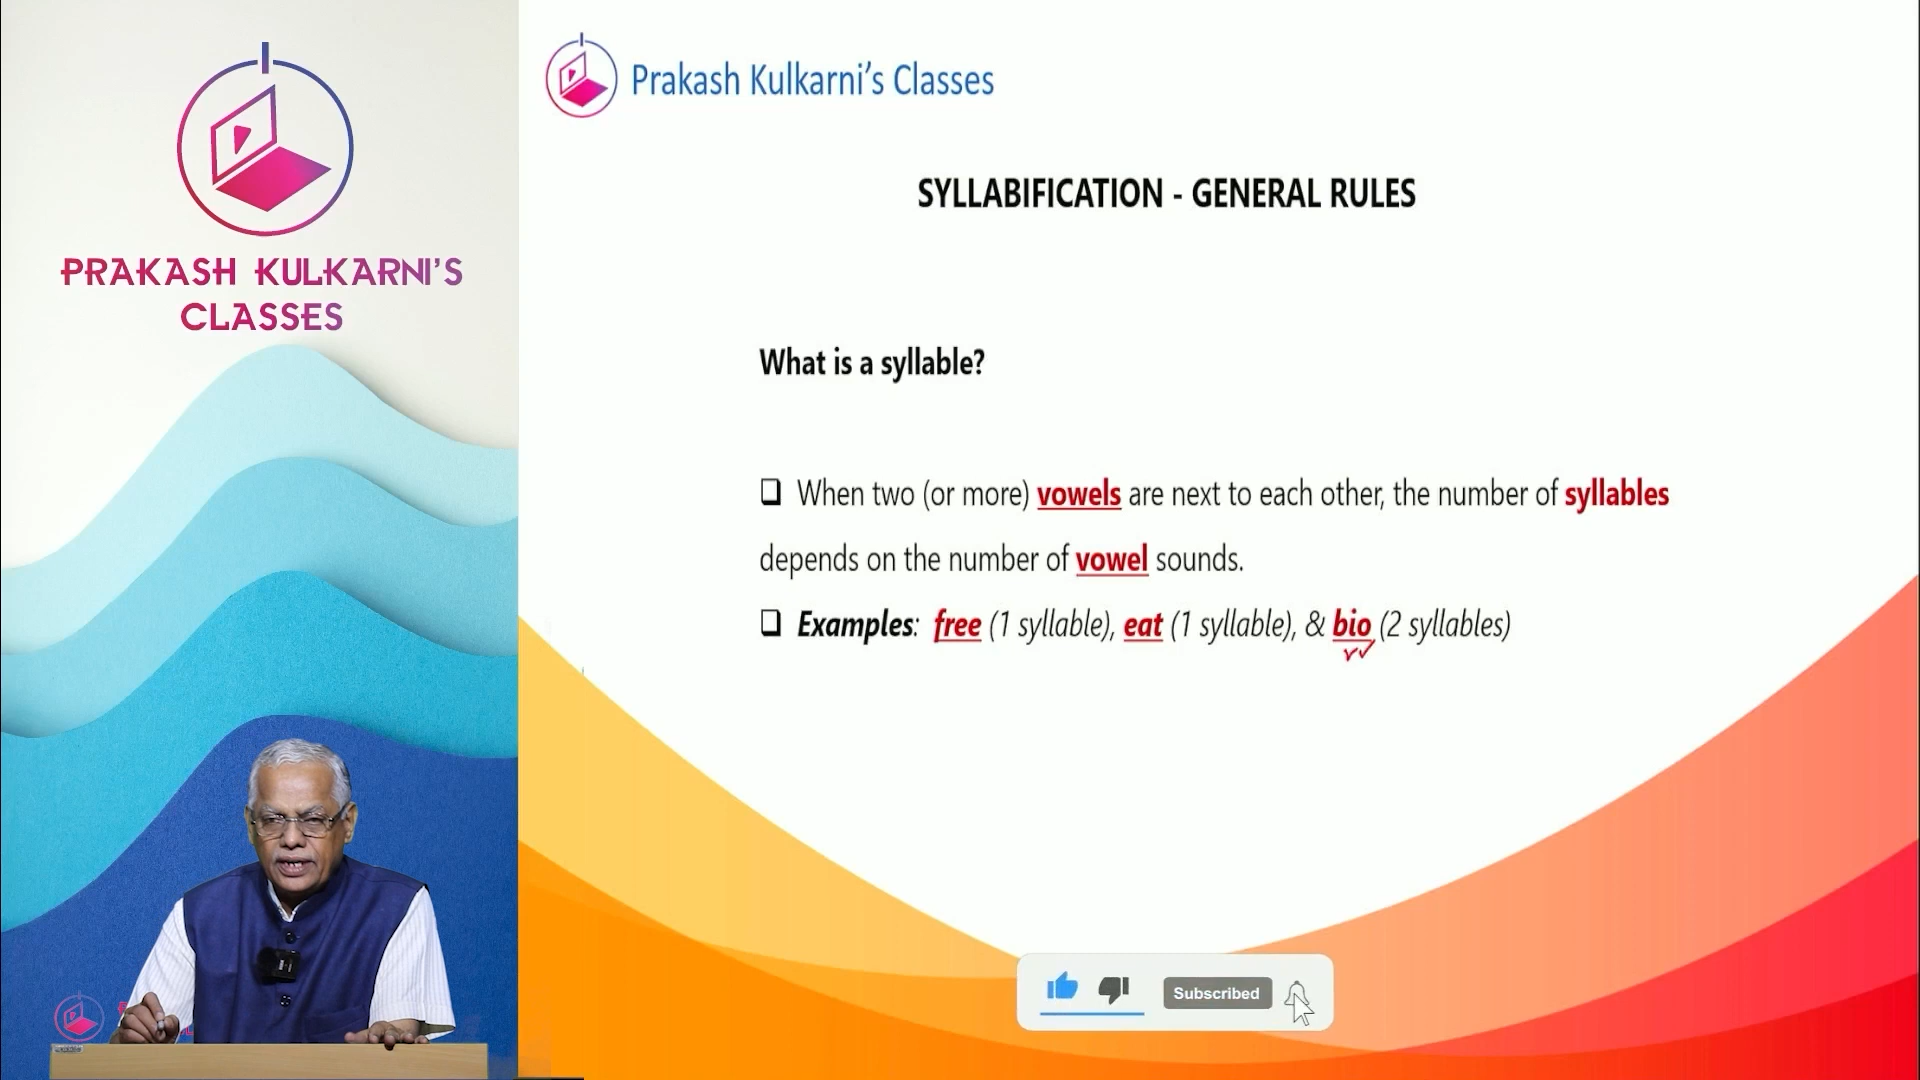 PRAKASH KULKARNI'S
CLASSES
Prakash Kulkarni's Classes
SYLLABIFICATION - GENERAL RULES
What is a syllable?
❑ When two (or more) vowels are next to each other, the number of syllables
depends on the number of vowel sounds.
❑ Examples: free (1 syllable), eat (1 syllable), & bio (2 syllables)
Subscribed